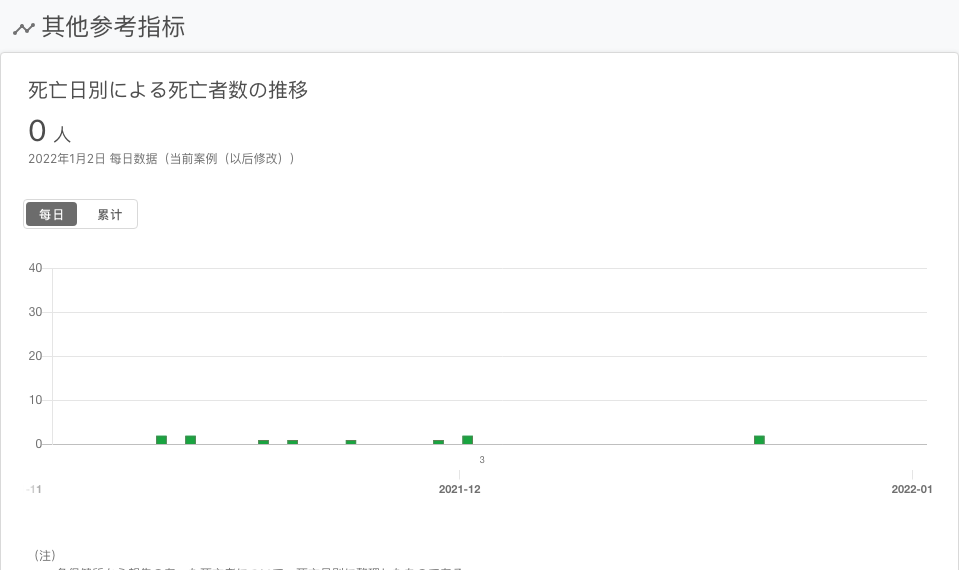 其他参考指标
死亡日別による死亡者数の推移
0 人
2022年1月2日 每日数据（当前案例（以后修改））
每日 累计
40
30
20
10
0
3
-11 2021-12 2022-01
（注）